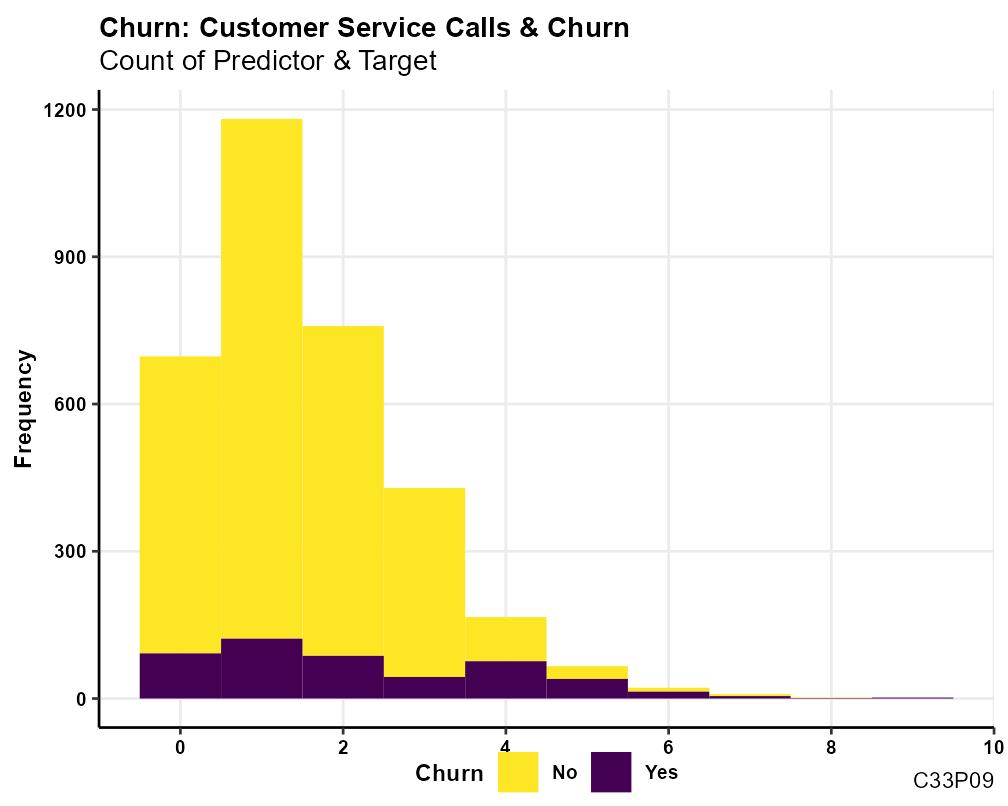 Churn: Customer Service Calls & Churn
Count of Predictor & Target
Frequency
1200
900
600
300
0
0 2 4 6 8 10
Churn No Yes
C33P09